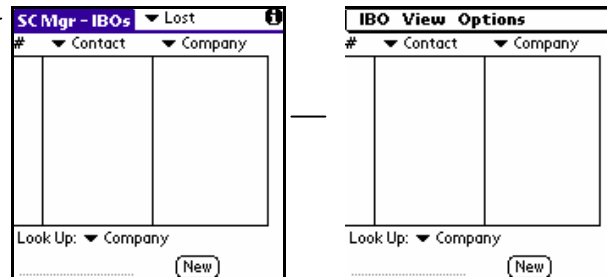 SC Mgr - IBOs ▼ Lost
# ▼ Contact ▼ Company
Look Up: ▼ Company
New
IBO View Options
# ▼ Contact ▼ Company
Look Up: ▼ Company
New